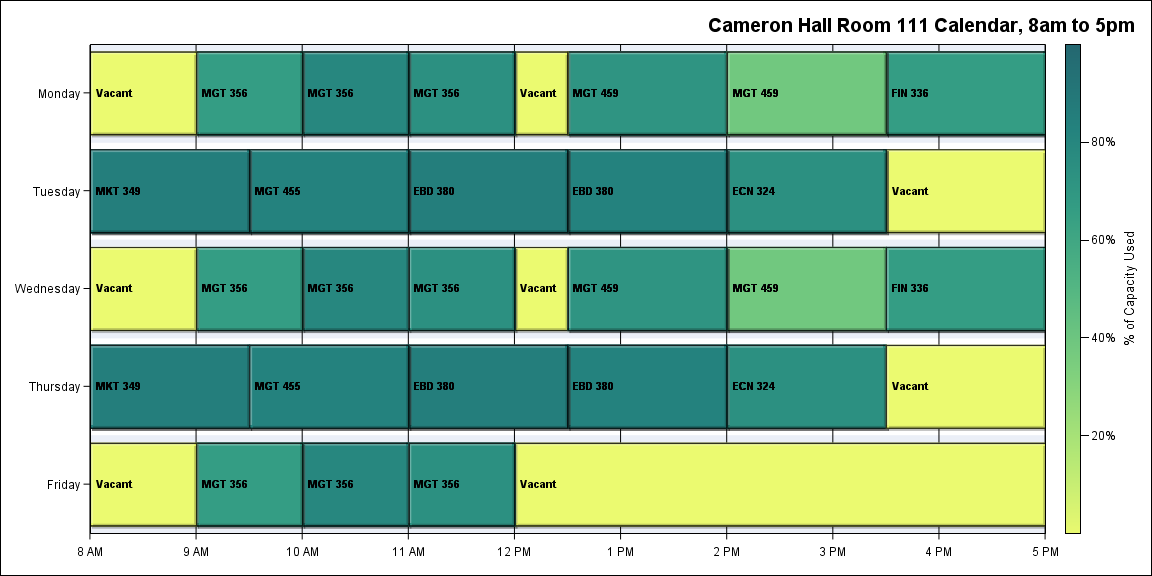 Cameron Hall Room 111 Calendar, 8am to 5pm
Monday
Vacant
MGT 356
MGT 356
MGT 356
Vacant
MGT 459
MGT 459
FIN 336
Tuesday
MKT 349
MGT 455
EBD 380
EBD 380
ECN 324
Vacant
Wednesday
Vacant
MGT 356
MGT 356
MGT 356
Vacant
MGT 459
MGT 459
FIN 336
Thursday
MKT 349
MGT 455
EBD 380
EBD 380
ECN 324
Vacant
Friday
Vacant
MGT 356
MGT 356
MGT 356
Vacant
8 AM
9 AM
10 AM
11 AM
12 PM
1 PM
2 PM
3 PM
4 PM
5 PM
80%
60%
40%
20%
% of Capacity Used